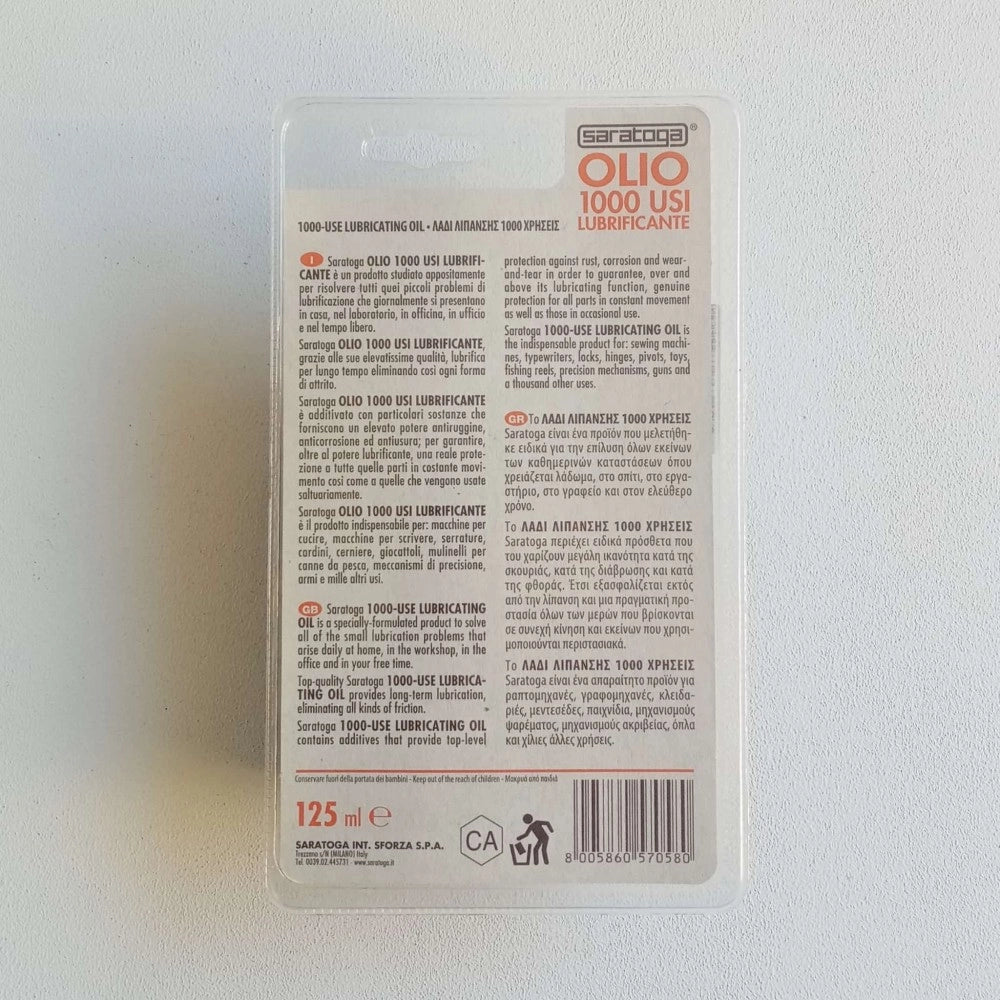 saratoga®
OLIO
1000 USI
LUBRIFICANTE
1000-USE LUBRICATING OIL • ΛΑΔΙ ΛΙΠΑΝΣΗΣ 1000 ΧΡΗΣΕΙΣ
I Saratoga OLIO 1000 USI LUBRIFI-
CANTE è un prodotto studiato appositamente
per risolvere tutti quei piccoli problemi di
lubrificazione che giornalmente si presentano
in casa, nel laboratorio, in officina, in ufficio
e nel tempo libero.
Saratoga OLIO 1000 USI LUBRIFICANTE,
grazie alle sue elevatissime qualità, lubrifica
per lungo tempo eliminando così ogni forma
di attrito.
Saratoga OLIO 1000 USI LUBRIFICANTE
è additivato con particolari sostanze che
forniscono un elevato potere antiruggine,
anticorrosione ed antiusura; per garantire,
oltre al potere lubrificante, una reale prote-
zione a tutte quelle parti in costante movi-
mento così come a quelle che vengono usate
saltuariamente.
Saratoga OLIO 1000 USI LUBRIFICANTE
è il prodotto indispensabile per: macchine per
cucire, macchine per scrivere, serrature,
cardini, cerniere, giocattoli, mulinelli per
canne da pesca, meccanismi di precisione,
armi e mille altri usi.
GB Saratoga 1000-USE LUBRICATING
OIL is a specially-formulated product to solve
all of the small lubrication problems that
arise daily at home, in the workshop, in the
office and in your free time.
Top-quality Saratoga 1000-USE LUBRICA-
TING OIL provides long-term lubrication,
eliminating all kinds of friction.
Saratoga 1000-USE LUBRICATING OIL
contains additives that provide top-level
protection against rust, corrosion and wear-
and-tear in order to guarantee, over and
above its lubricating function, genuine
protection for all parts in constant movement
as well as those in occasional use.
Saratoga 1000-USE LUBRICATING OIL is
the indispensable product for: sewing machi-
nes, typewriters, locks, hinges, pivots, toys,
fishing reels, precision mechanisms, guns and
a thousand other uses.
GR Το ΛΑΔΙ ΛΙΠΑΝΣΗΣ 1000 ΧΡΗΣΕΙΣ
Saratoga είναι ένα προϊόν που μελετήθη-
κε ειδικά για την επίλυση όλων εκείνων
των καθημερινών καταστάσεων όπου
χρειάζεται λάδωμα, στο σπίτι, στο εργα-
στήριο, στο γραφείο και στον ελεύθερο
χρόνο.
Το ΛΑΔΙ ΛΙΠΑΝΣΗΣ 1000 ΧΡΗΣΕΙΣ
Saratoga περιέχει ειδικά πρόσθετα που
του χαρίζουν μεγάλη ικανότητα κατά της
σκουριάς, κατά της διάβρωσης και κατά
της φθοράς. Έτσι εξασφαλίζεται εκτός
από την λίπανση και μια πραγματική προ-
στασία όλων των μερών που βρίσκονται
σε συνεχή κίνηση και εκείνων που χρησι-
μοποιούνται περιστασιακά.
Το ΛΑΔΙ ΛΙΠΑΝΣΗΣ 1000 ΧΡΗΣΕΙΣ
Saratoga είναι ένα απαραίτητο προϊόν για
ραπτομηχανές, γραφομηχανές, κλειδα-
ριές, μεντεσέδες, παιχνίδια, μηχανισμούς
ψαρέματος, μηχανισμούς ακριβείας, όπλα
και χίλιες άλλες χρήσεις.
Conservare fuori della portata dei bambini - Keep out of the reach of children - Μακρυά από παιδιά
125 ml ℮
SARATOGA INT. SFORZA S.P.A.
Trezzano s/N (MILANO) Italy
Tel. 0039.02.445731 - www.saratoga.it
CA
8 005860 570580